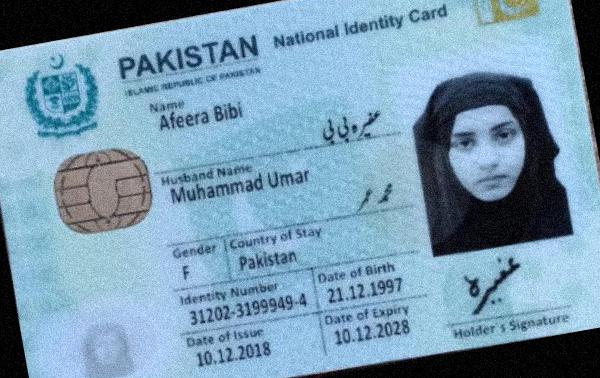 PAKISTAN National Identity Card
ISLAMIC REPUBLIC OF PAKISTAN
Name
Afeera Bibi
عفیرہ بی بی
Husband Name
Muhammad Umar
محمد عمر
Gender Country of Stay
F Pakistan
Identity Number Date of Birth
31202-3199949-4 21.12.1997
Date of Issue Date of Expiry
10.12.2018 10.12.2028
عفیرہ
Holder's Signature